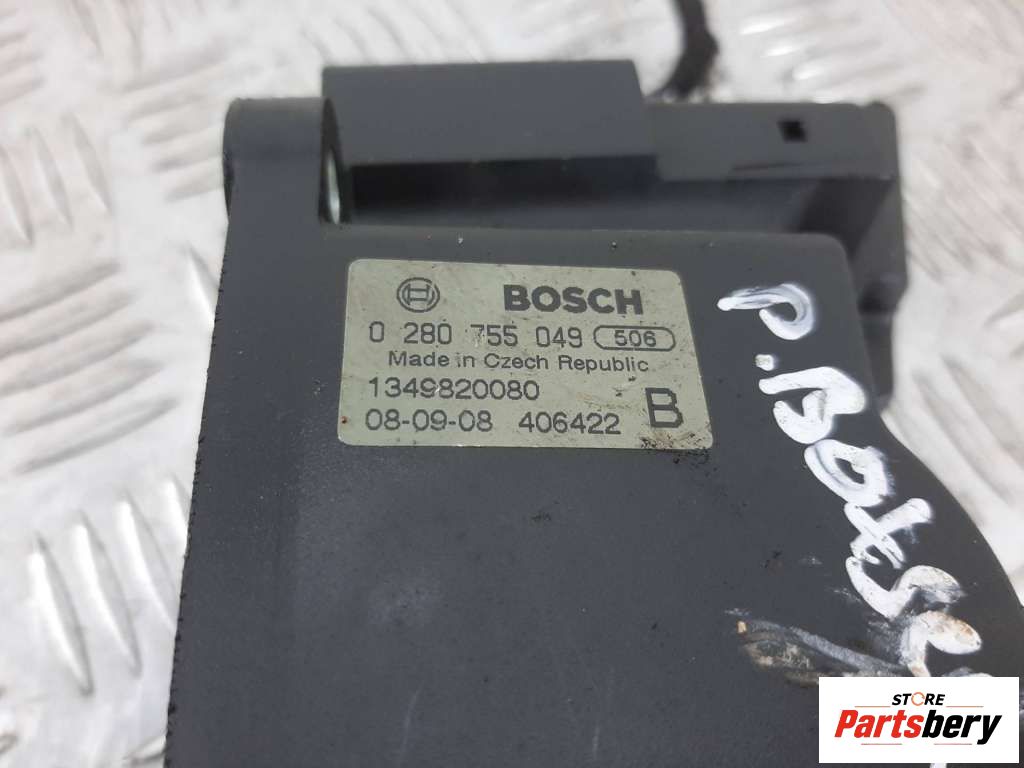 BOSCH
0 280 755 049 506
Made in Czech Republic
1349820080
08-09-08 406422 B
STORE
Partsbery